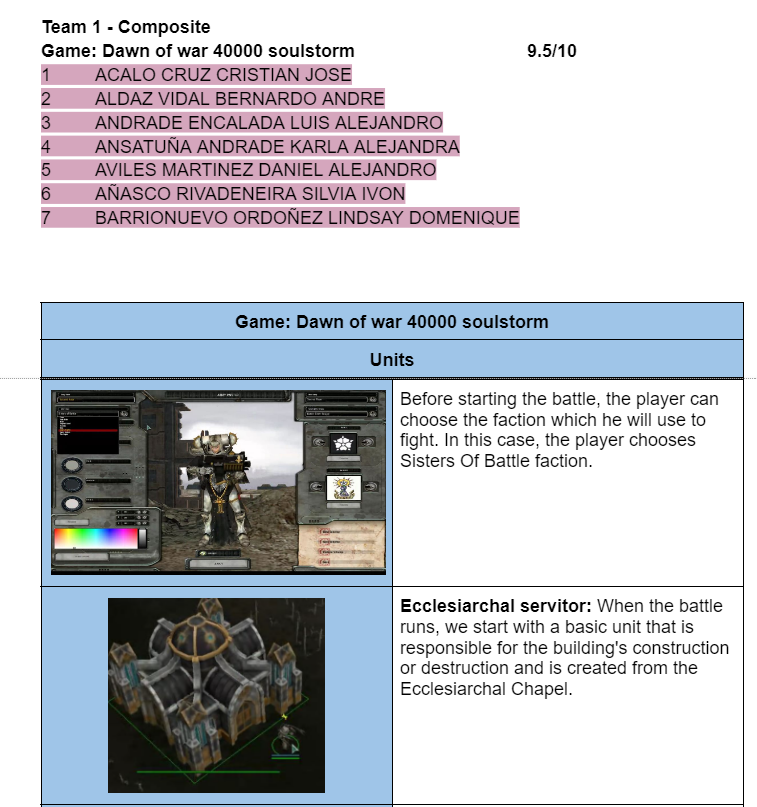 Team 1 - Composite
Game: Dawn of war 40000 soulstorm 9.5/10
1 ACALO CRUZ CRISTIAN JOSE
2 ALDAZ VIDAL BERNARDO ANDRE
3 ANDRADE ENCALADA LUIS ALEJANDRO
4 ANSATUÑA ANDRADE KARLA ALEJANDRA
5 AVILES MARTINEZ DANIEL ALEJANDRO
6 AÑASCO RIVADENEIRA SILVIA IVON
7 BARRIONUEVO ORDOÑEZ LINDSAY DOMENIQUE
Game: Dawn of war 40000 soulstorm
Units
Before starting the battle, the player can
choose the faction which he will use to
fight. In this case, the player chooses
Sisters Of Battle faction.
Ecclesiarchal servitor: When the battle
runs, we start with a basic unit that is
responsible for the building's construction
or destruction and is created from the
Ecclesiarchal Chapel.